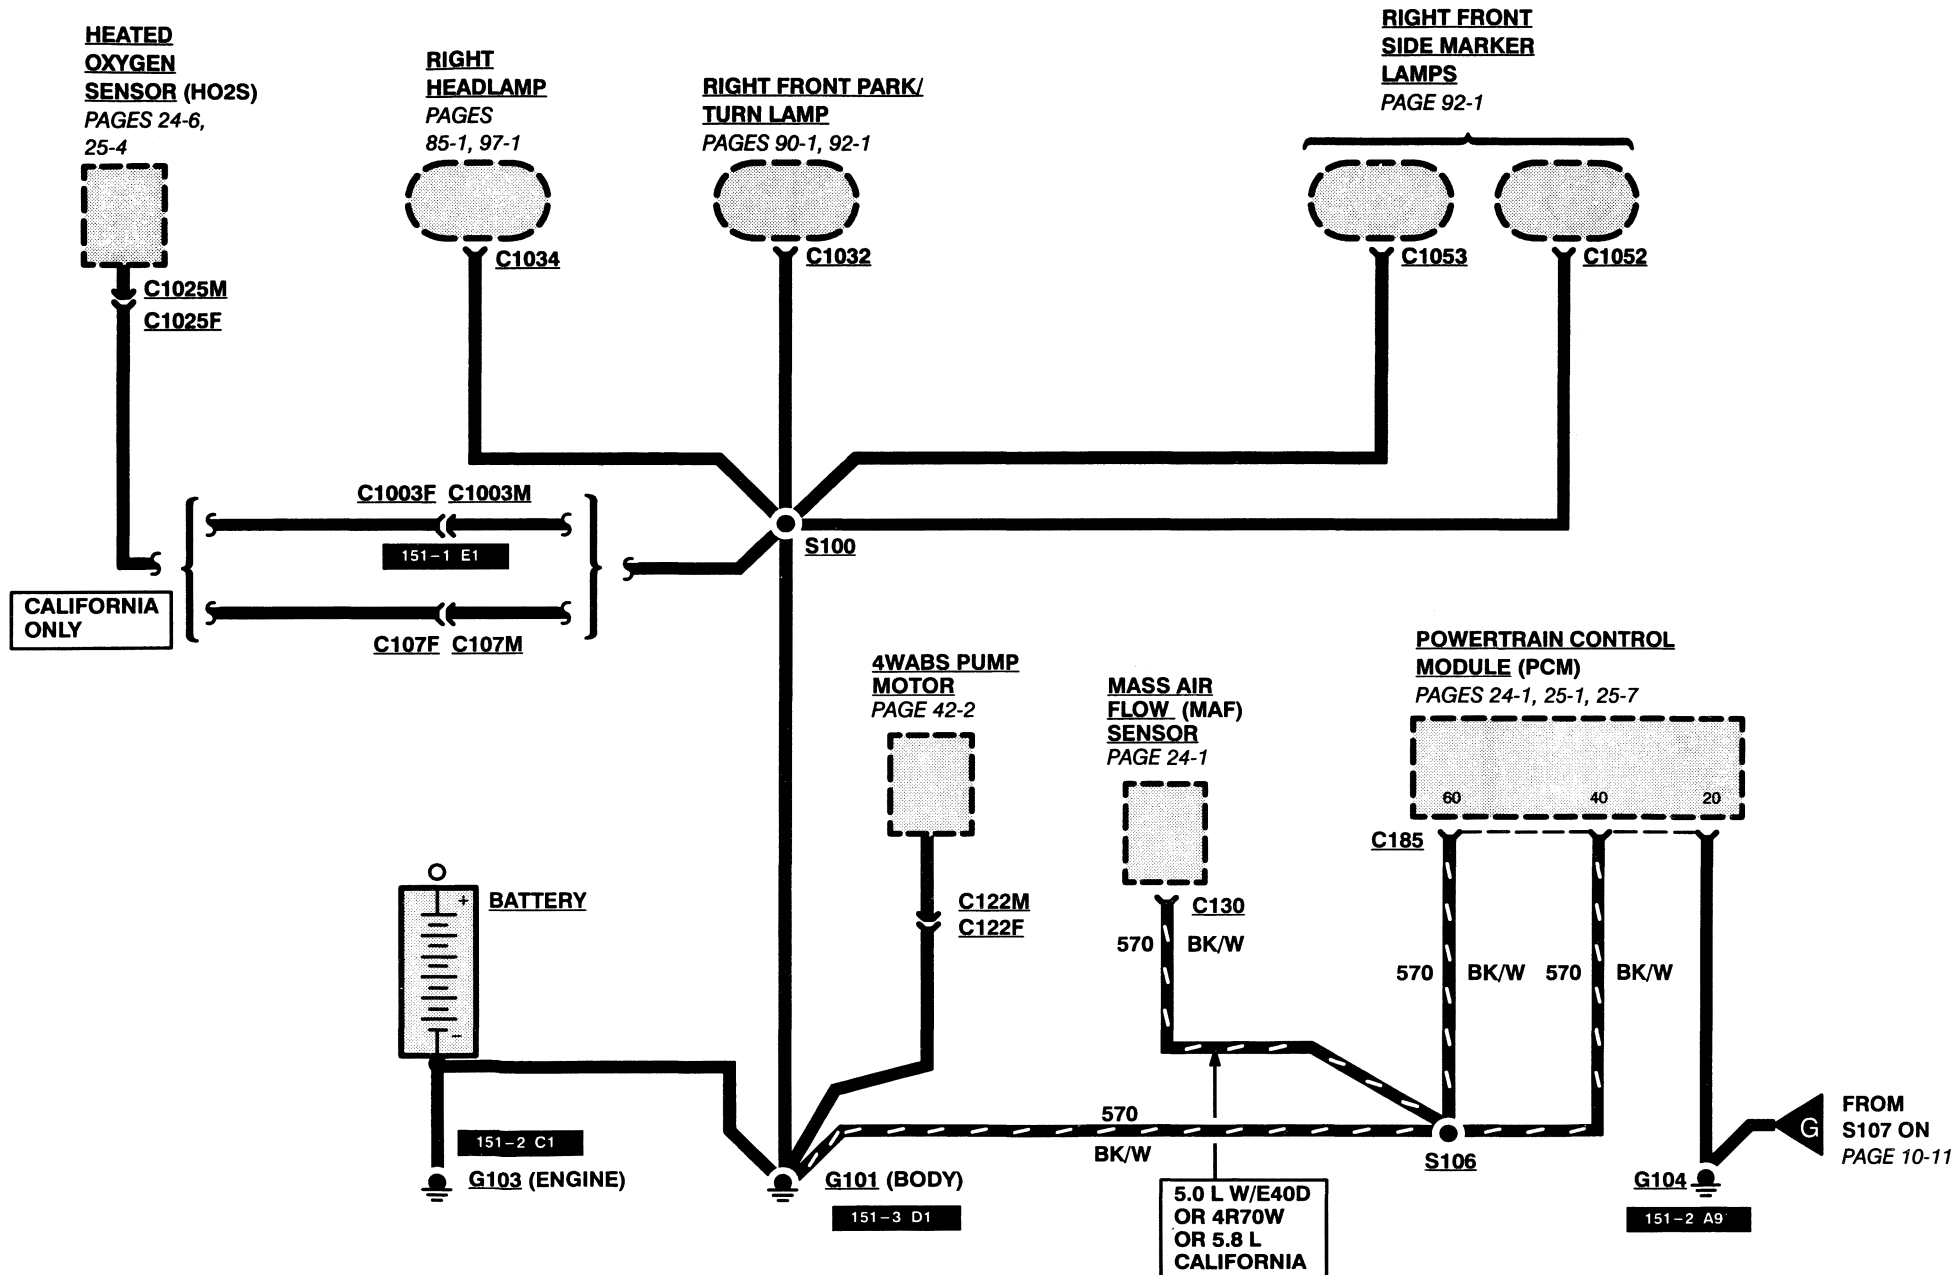 HEATED
OXYGEN
SENSOR (HO2S)
PAGES 24-6,
25-4
RIGHT
HEADLAMP
PAGES
85-1, 97-1
RIGHT FRONT PARK/
TURN LAMP
PAGES 90-1, 92-1
RIGHT FRONT
SIDE MARKER
LAMPS
PAGE 92-1
C1025M
C1025F
C1034
C1032
C1053
C1052
C1003F C1003M
151-1 E1
S100
CALIFORNIA
ONLY
C107F C107M
4WABS PUMP
MOTOR
PAGE 42-2
MASS AIR
FLOW (MAF)
SENSOR
PAGE 24-1
POWERTRAIN CONTROL
MODULE (PCM)
PAGES 24-1, 25-1, 25-7
60 40 20
C185
+
BATTERY
−
C122M
C122F
C130
570 BK/W
570 BK/W
570 BK/W
570
BK/W
S106
151-2 C1
G103 (ENGINE)
G101 (BODY)
151-3 D1
5.0 L W/E40D
OR 4R70W
OR 5.8 L
CALIFORNIA
G104
151-2 A9
G
FROM
S107 ON
PAGE 10-11